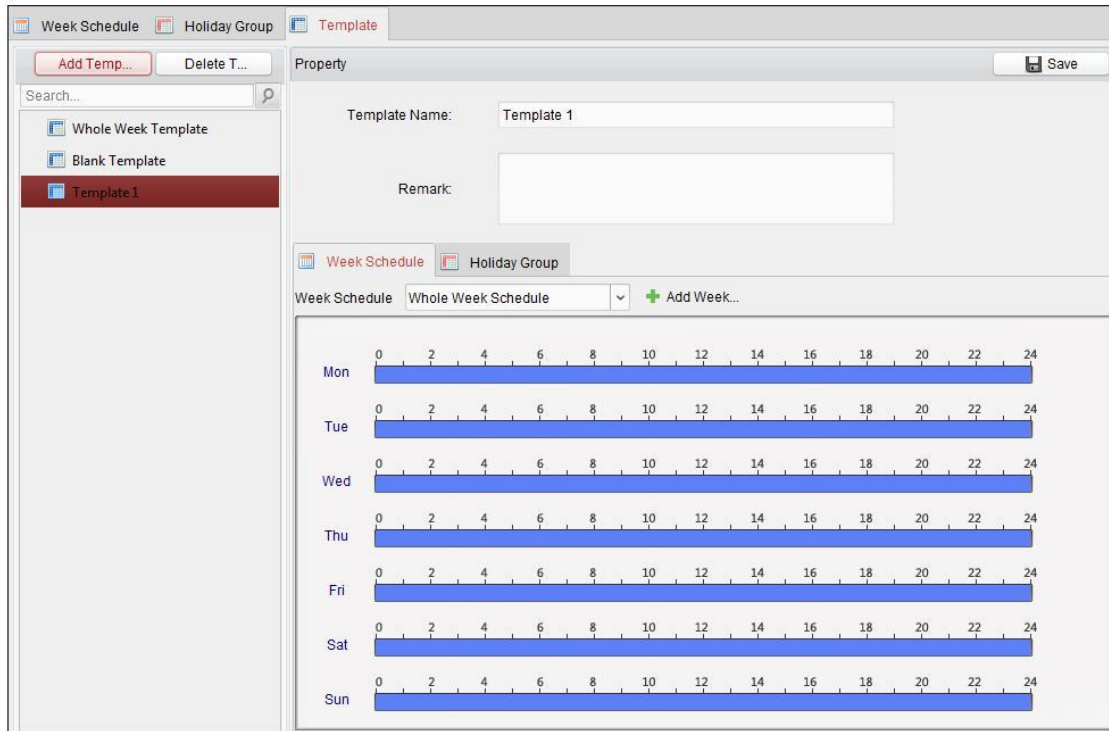 Week Schedule Holiday Group Template
Add Temp... Delete T... Property Save
Search...
Whole Week Template
Blank Template
Template 1
Template Name: Template 1
Remark:
Week Schedule Holiday Group
Week Schedule Whole Week Schedule Add Week...
0 2 4 6 8 10 12 14 16 18 20 22 24
Mon
0 2 4 6 8 10 12 14 16 18 20 22 24
Tue
0 2 4 6 8 10 12 14 16 18 20 22 24
Wed
0 2 4 6 8 10 12 14 16 18 20 22 24
Thu
0 2 4 6 8 10 12 14 16 18 20 22 24
Fri
0 2 4 6 8 10 12 14 16 18 20 22 24
Sat
0 2 4 6 8 10 12 14 16 18 20 22 24
Sun